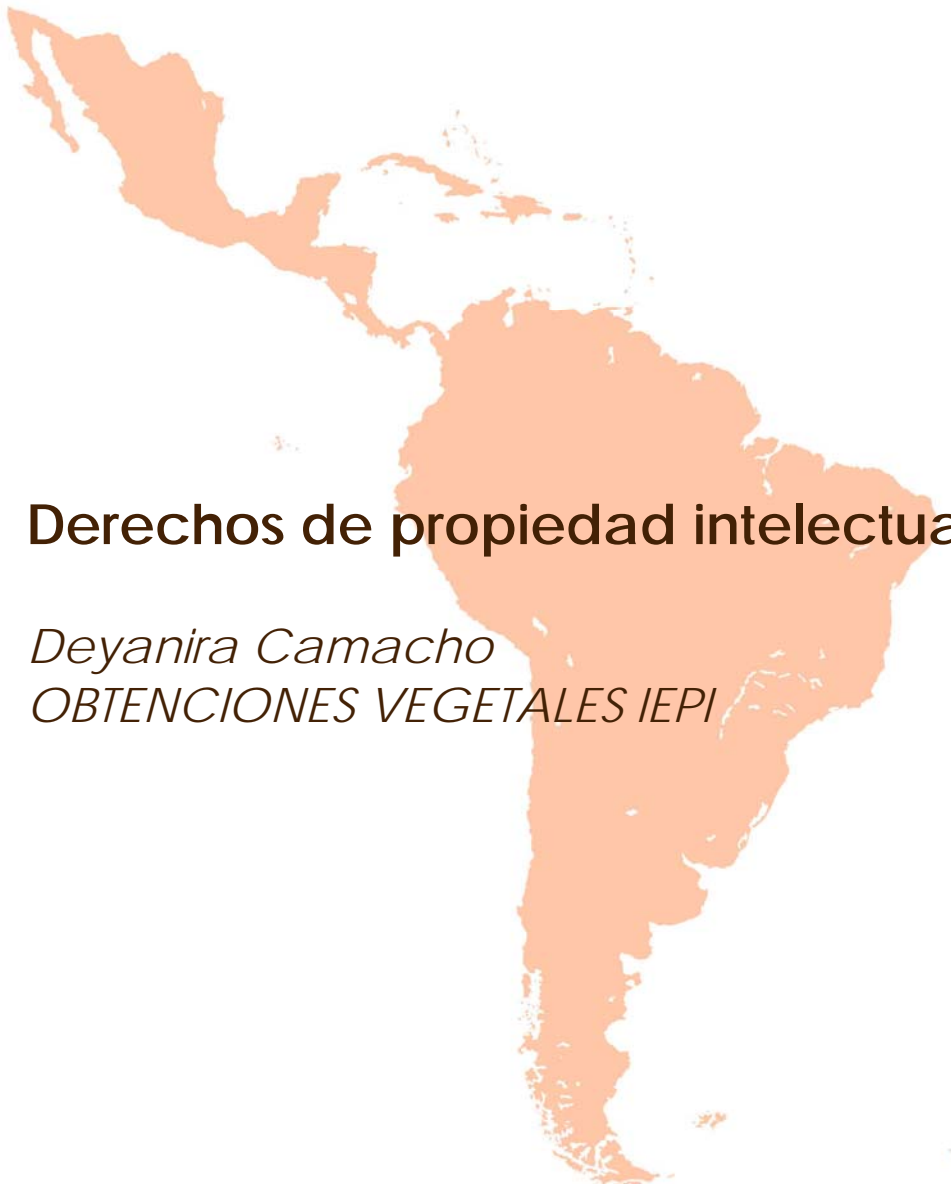 Derechos de propiedad intelectua
Deyanira Camacho
OBTENCIONES VEGETALES IEPI